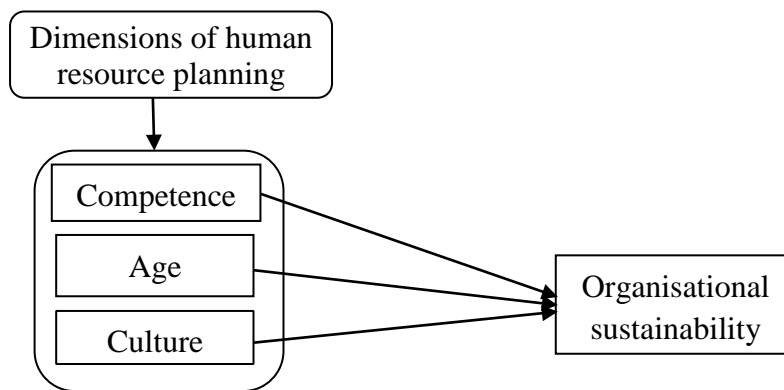 Dimensions of human
resource planning
Competence
Age
Culture
Organisational
sustainability